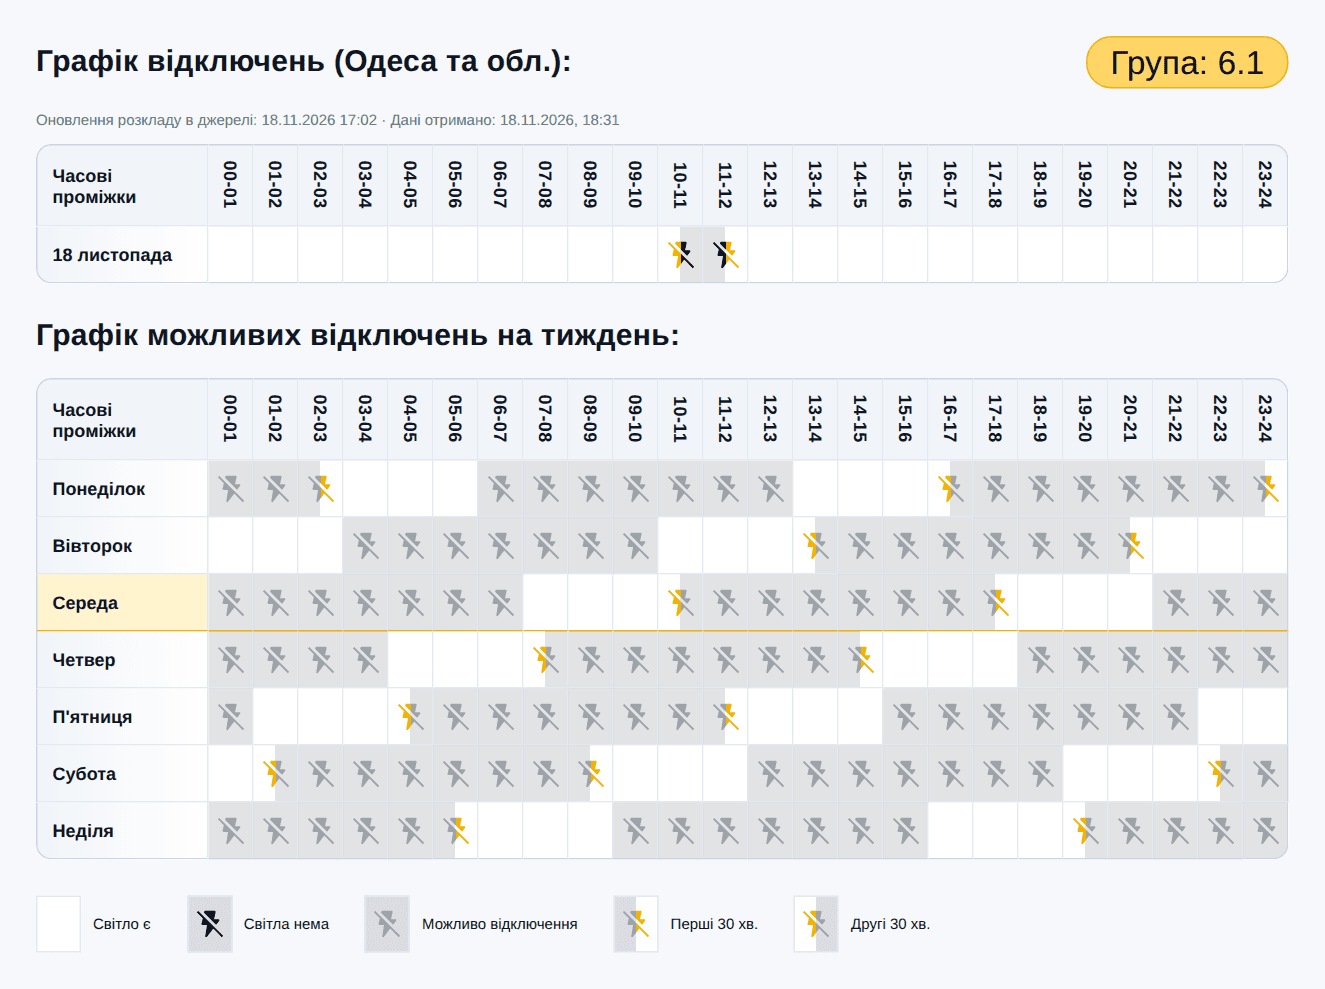 Графік відключень (Одеса та обл.):
Група: 6.1
Оновлення розкладу в джерелі: 18.11.2026 17:02 · Дані отримано: 18.11.2026, 18:31
Часові
проміжки
00-01
01-02
02-03
03-04
04-05
05-06
06-07
07-08
08-09
09-10
10-11
11-12
12-13
13-14
14-15
15-16
16-17
17-18
18-19
19-20
20-21
21-22
22-23
23-24
18 листопада
Графік можливих відключень на тиждень:
Часові
проміжки
00-01
01-02
02-03
03-04
04-05
05-06
06-07
07-08
08-09
09-10
10-11
11-12
12-13
13-14
14-15
15-16
16-17
17-18
18-19
19-20
20-21
21-22
22-23
23-24
Понеділок
Вівторок
Середа
Четвер
П'ятниця
Субота
Неділя
Світло є
Світла нема
Можливо відключення
Перші 30 хв.
Другі 30 хв.